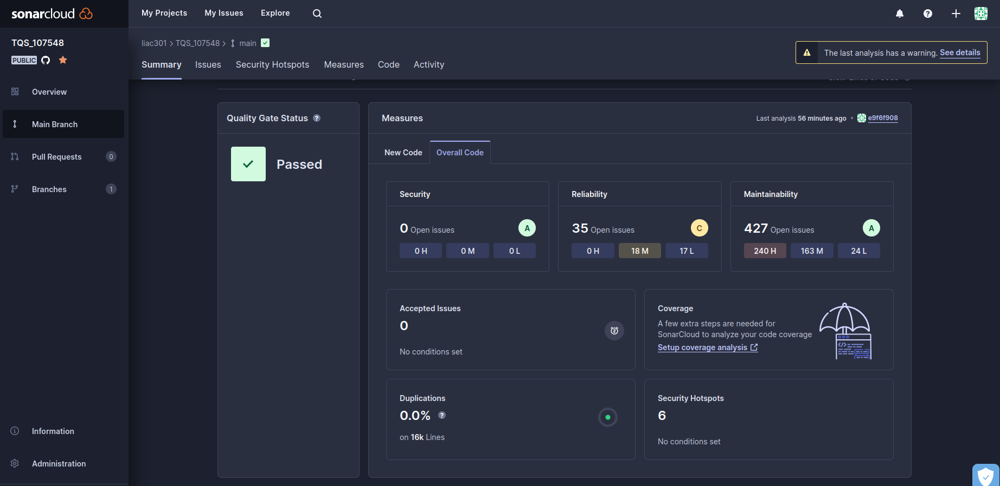 sonarcloud
My Projects
My Issues
Explore
TQS_107548
PUBLIC
Overview
Main Branch
Pull Requests
0
Branches
1
Information
Administration
liac301 > TQS_107548 > main
The last analysis has a warning. See details
Summary
Issues
Security Hotspots
Measures
Code
Activity
Quality Gate Status ?
Passed
Measures
Last analysis 56 minutes ago • e9f6f908
New Code
Overall Code
Security
0 Open issues
A
0 H
0 M
0 L
Reliability
35 Open issues
C
0 H
18 M
17 L
Maintainability
427 Open issues
A
240 H
163 M
24 L
Accepted Issues
0
No conditions set
Coverage
A few extra steps are needed for
SonarCloud to analyze your code coverage
Setup coverage analysis
Duplications
0.0% ?
on 16k Lines
Security Hotspots
6
No conditions set